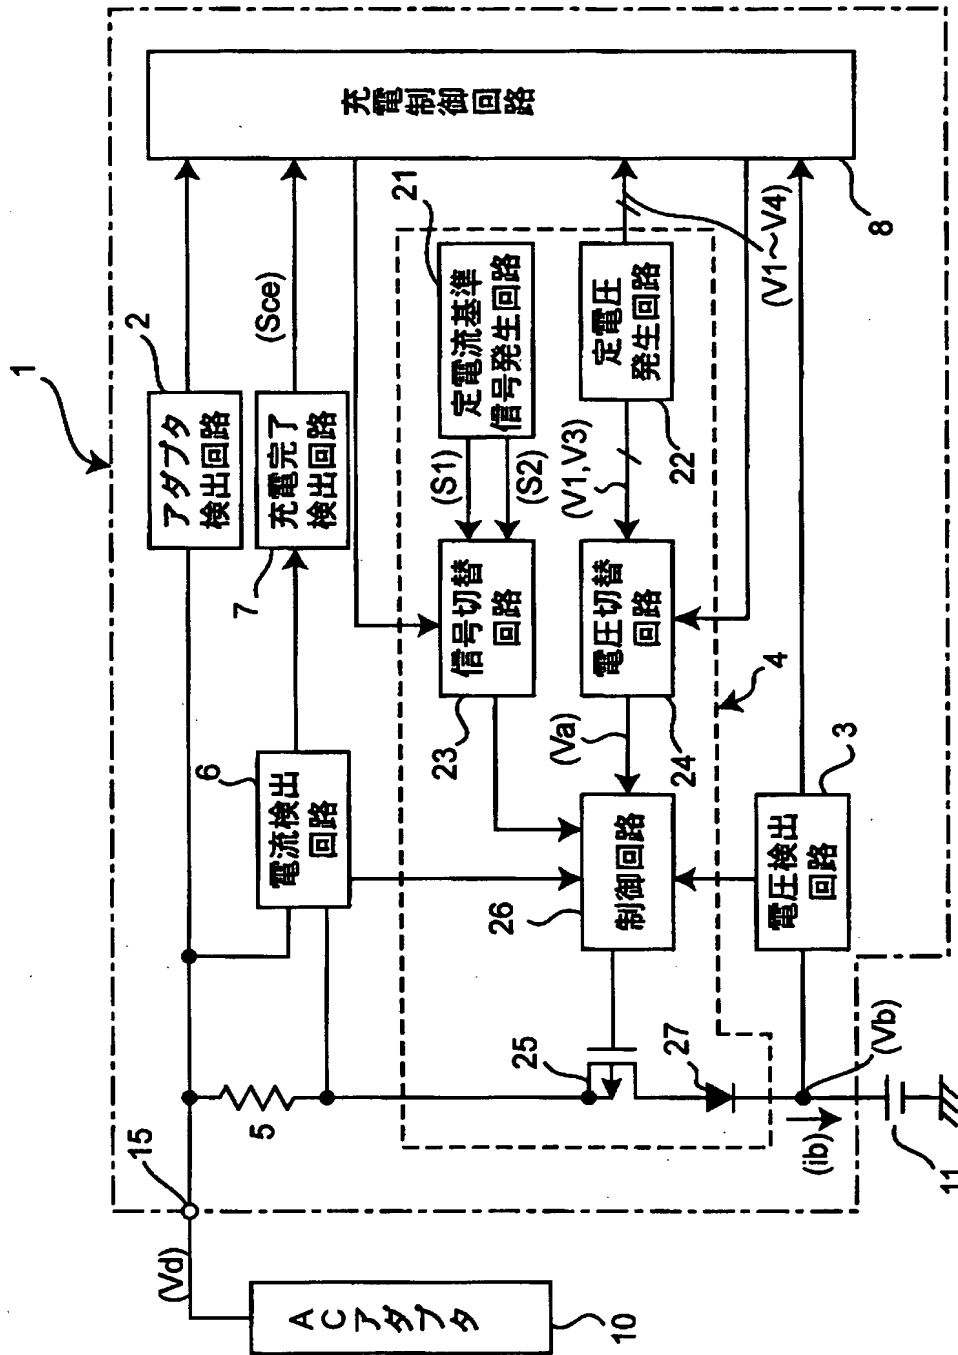 1
充電制御回路
8
アダプタ
検出回路
2
充電完了
検出回路
7
(Sce)
電流検出
回路
6
定電流基準
信号発生回路
21
(S1)
(S2)
定電圧
発生回路
22
(V1,V3)
(V1～V4)
信号切替
回路
23
電圧切替
回路
24
(Va)
4
制御回路
26
電圧検出
回路
3
25
27
5
15
(Vd)
ACアダプタ
10
(Vb)
(ib)
11